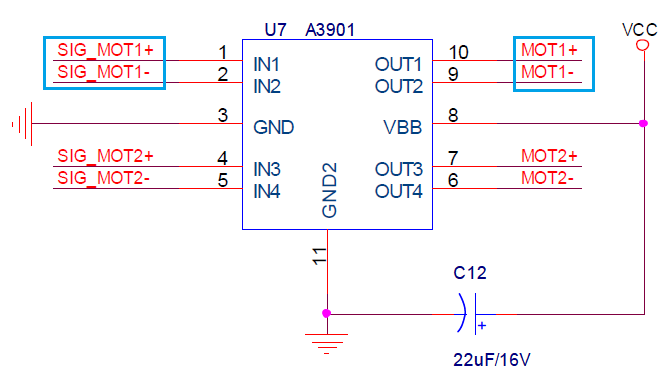 U7 A3901
VCC
SIG_MOT1+ 1 IN1 OUT1 10 MOT1+
SIG_MOT1- 2 IN2 OUT2 9 MOT1-
3 GND VBB 8
SIG_MOT2+ 4 IN3 OUT3 7 MOT2+
SIG_MOT2- 5 IN4 OUT4 6 MOT2-
GND2
11
C12
+
22uF/16V